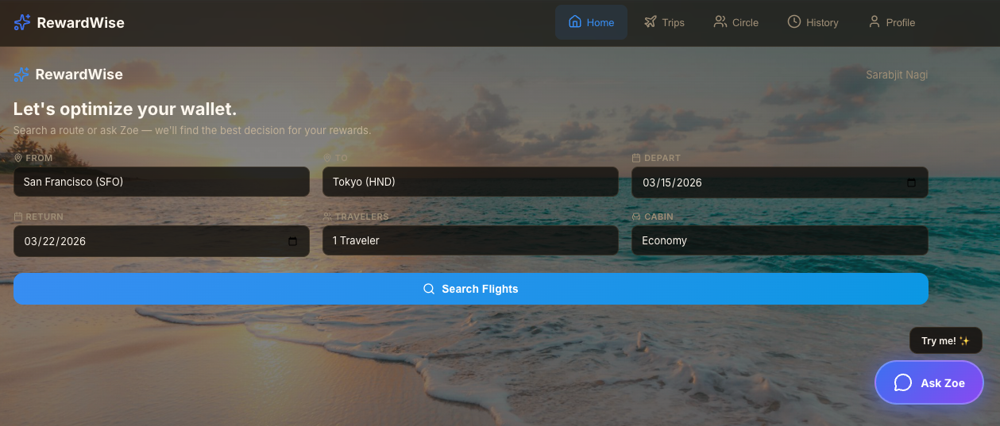 RewardWise
Home Trips Circle History Profile
RewardWise
Sarabjit Nagi
Let's optimize your wallet.
Search a route or ask Zoe — we'll find the best decision for your rewards.
FROM TO DEPART
San Francisco (SFO) Tokyo (HND) 03/15/2026
RETURN TRAVELERS CABIN
03/22/2026 1 Traveler Economy
Search Flights
Try me! ✨
Ask Zoe